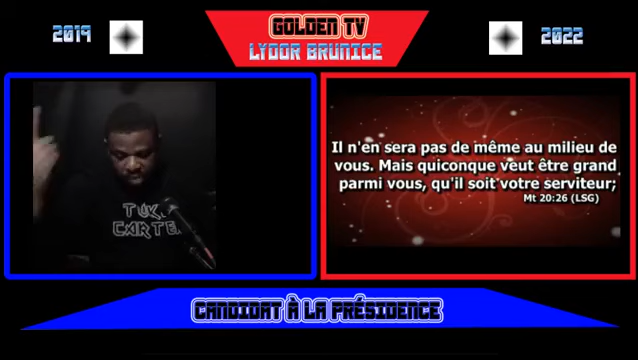 2019
GOLDEN TV
LYDOR BRUNICE
2022
Il n'en sera pas de même au milieu de
vous. Mais quiconque veut être grand
parmi vous, qu'il soit votre serviteur;
Mt 20:26 (LSG)
CARTEL
CANDIDAT À LA PRÉSIDENCE